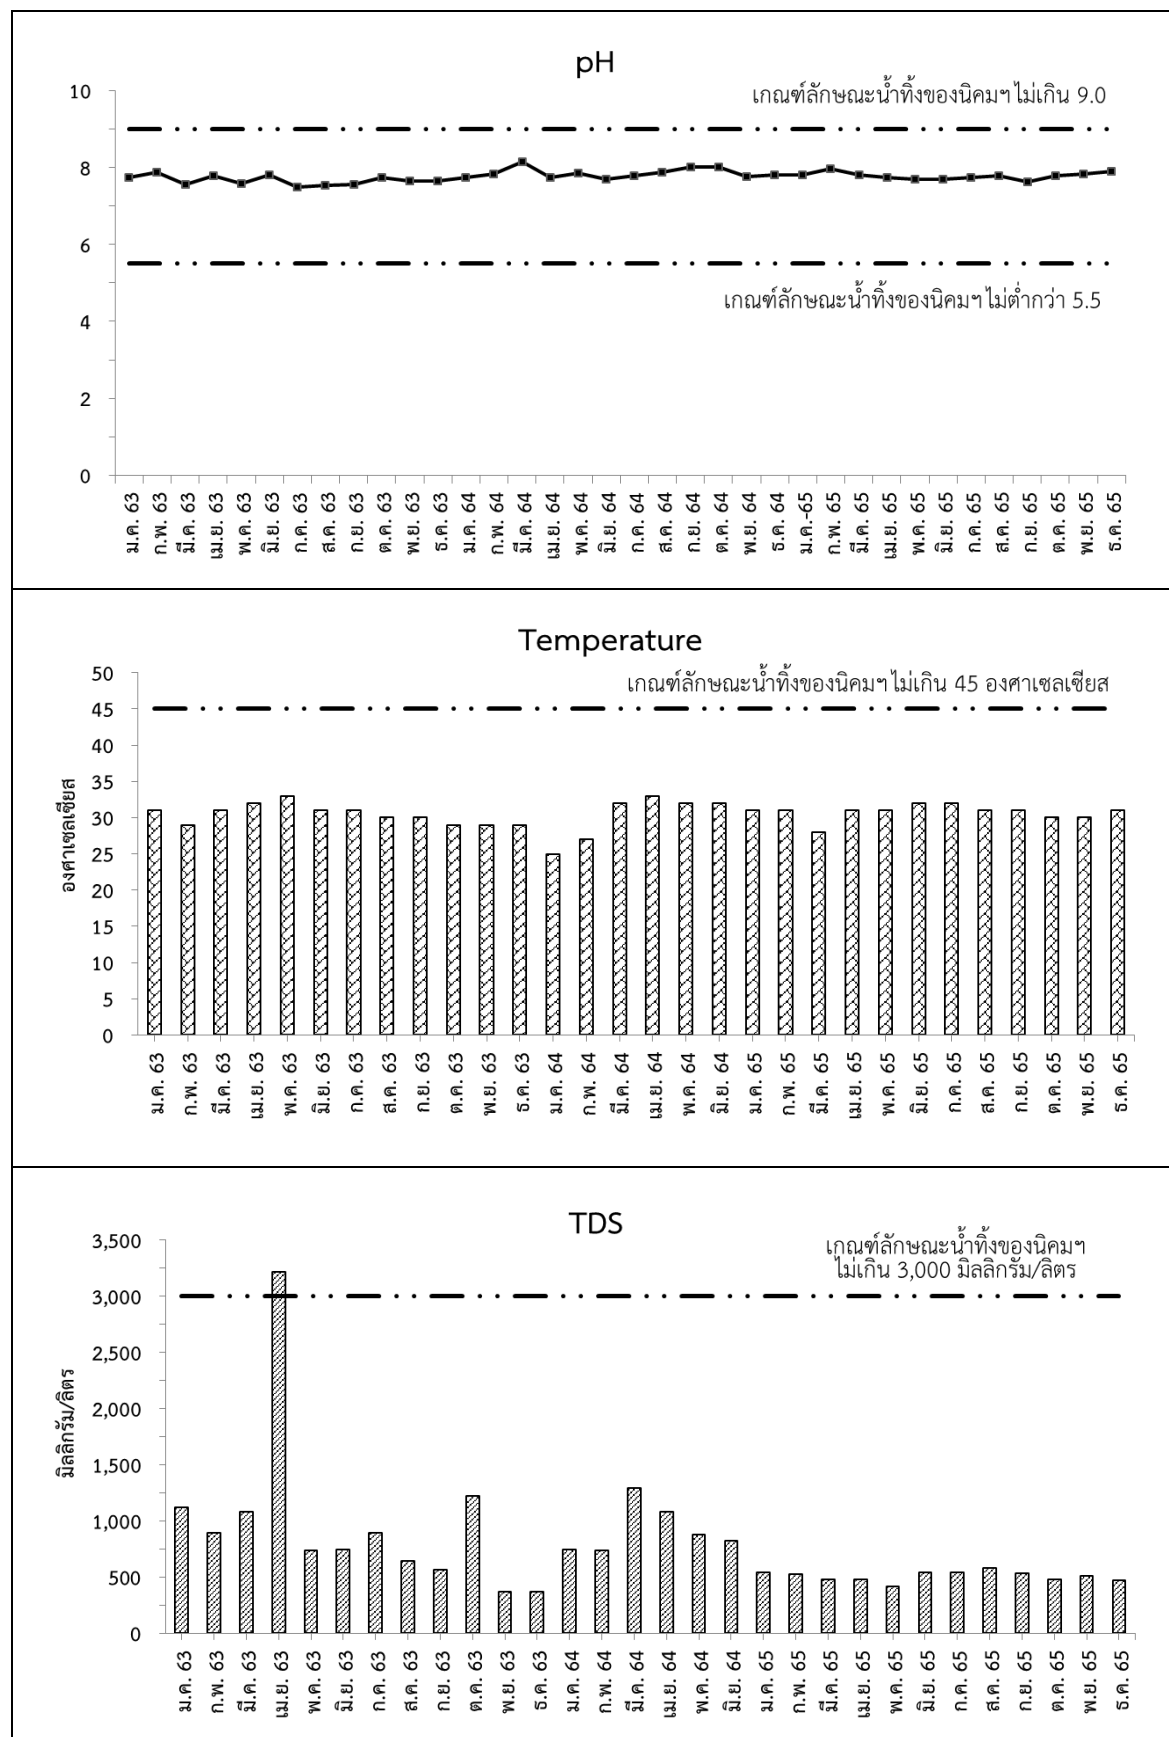 pH
เกณฑ์ลักษณะน้ำทิ้งของนิคมฯ ไม่เกิน 9.0
10
8
6
4
2
0
เกณฑ์ลักษณะน้ำทิ้งของนิคมฯ ไม่ต่ำกว่า 5.5
ม.ค. 63
ก.พ. 63
มี.ค. 63
เม.ย. 63
พ.ค. 63
มิ.ย. 63
ก.ค. 63
ส.ค. 63
ก.ย. 63
ต.ค. 63
พ.ย. 63
ธ.ค. 63
ม.ค. 64
ก.พ. 64
มี.ค. 64
เม.ย. 64
พ.ค. 64
มิ.ย. 64
ก.ค. 64
ส.ค. 64
ก.ย. 64
ต.ค. 64
พ.ย. 64
ธ.ค. 64
ม.ค.-65
ก.พ. 65
มี.ค. 65
เม.ย. 65
พ.ค. 65
มิ.ย. 65
ก.ค. 65
ส.ค. 65
ก.ย. 65
ต.ค. 65
พ.ย. 65
ธ.ค. 65
Temperature
เกณฑ์ลักษณะน้ำทิ้งของนิคมฯ ไม่เกิน 45 องศาเซลเซียส
องศาเซลเซียส
50
45
40
35
30
25
20
15
10
5
0
ม.ค. 63
ก.พ. 63
มี.ค. 63
เม.ย. 63
พ.ค. 63
มิ.ย. 63
ก.ค. 63
ส.ค. 63
ก.ย. 63
ต.ค. 63
พ.ย. 63
ธ.ค. 63
ม.ค. 64
ก.พ. 64
มี.ค. 64
เม.ย. 64
พ.ค. 64
มิ.ย. 64
ม.ค. 65
ก.พ. 65
มี.ค. 65
เม.ย. 65
พ.ค. 65
มิ.ย. 65
ก.ค. 65
ส.ค. 65
ก.ย. 65
ต.ค. 65
พ.ย. 65
ธ.ค. 65
TDS
เกณฑ์ลักษณะน้ำทิ้งของนิคมฯ
ไม่เกิน 3,000 มิลลิกรัม/ลิตร
มิลลิกรัม/ลิตร
3,500
3,000
2,500
2,000
1,500
1,000
500
0
ม.ค. 63
ก.พ. 63
มี.ค. 63
เม.ย. 63
พ.ค. 63
มิ.ย. 63
ก.ค. 63
ส.ค. 63
ก.ย. 63
ต.ค. 63
พ.ย. 63
ธ.ค. 63
ม.ค. 64
ก.พ. 64
มี.ค. 64
เม.ย. 64
พ.ค. 64
มิ.ย. 64
ม.ค. 65
ก.พ. 65
มี.ค. 65
เม.ย. 65
พ.ค. 65
มิ.ย. 65
ก.ค. 65
ส.ค. 65
ก.ย. 65
ต.ค. 65
พ.ย. 65
ธ.ค. 65